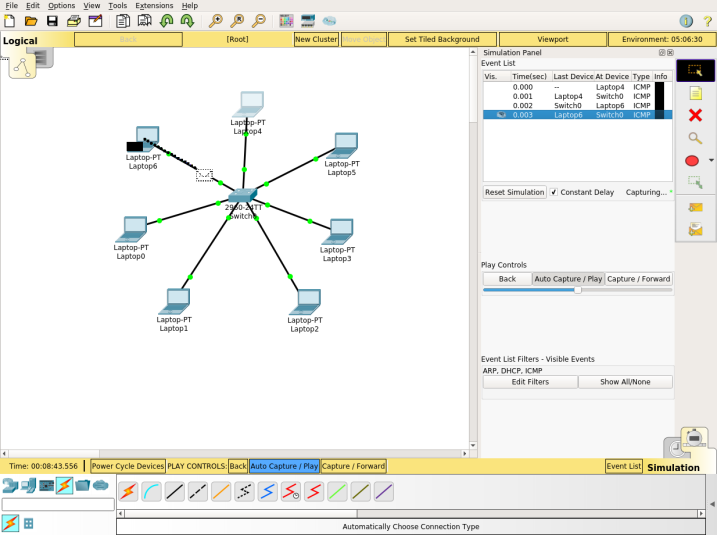 File Edit Options View Tools Extensions Help
Logical Back [Root] New Cluster Move Object Set Tiled Background Viewport Environment: 05:06:30
Simulation Panel
Event List
Vis. Time(sec) Last Device At Device Type Info
0.000 -- Laptop4 ICMP
0.001 Laptop4 Switch0 ICMP
0.002 Switch0 Laptop6 ICMP
0.003 Laptop6 Switch0 ICMP
Reset Simulation Constant Delay Capturing...
Play Controls
Back Auto Capture / Play Capture / Forward
Event List Filters - Visible Events
ARP, DHCP, ICMP
Edit Filters Show All/None
Laptop-PT
Laptop4
Laptop-PT
Laptop6
Laptop-PT
Laptop5
2950-24TT
Switch0
Laptop-PT
Laptop0
Laptop-PT
Laptop3
Laptop-PT
Laptop1
Laptop-PT
Laptop2
Time: 00:08:43.556 Power Cycle Devices PLAY CONTROLS: Back Auto Capture / Play Capture / Forward Event List Simulation
Automatically Choose Connection Type